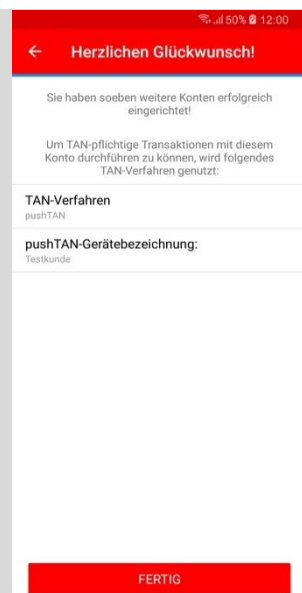 50% 12:00
Herzlichen Glückwunsch!
Sie haben soeben weitere Konten erfolgreich
eingerichtet!
Um TAN-pflichtige Transaktionen mit diesem
Konto durchführen zu können, wird folgendes
TAN-Verfahren genutzt:
TAN-Verfahren
pushTAN
pushTAN-Gerätebezeichnung:
Testkunde
FERTIG